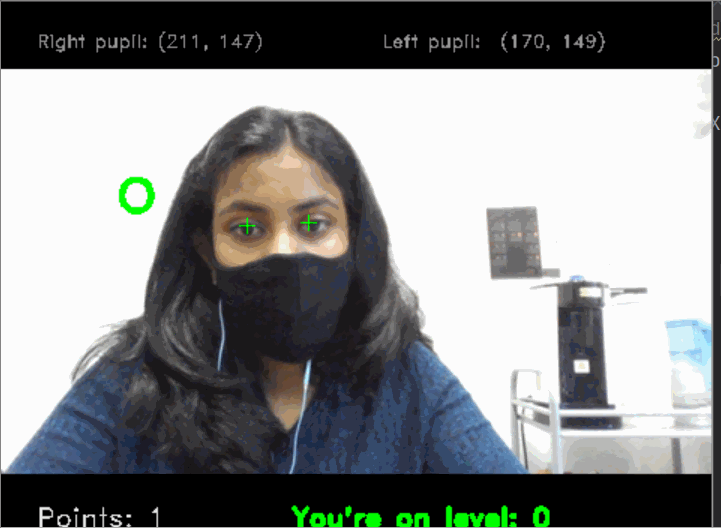 Right pupil: (211, 147) Left pupil: (170, 149)
Points: 1 You're on level: 0